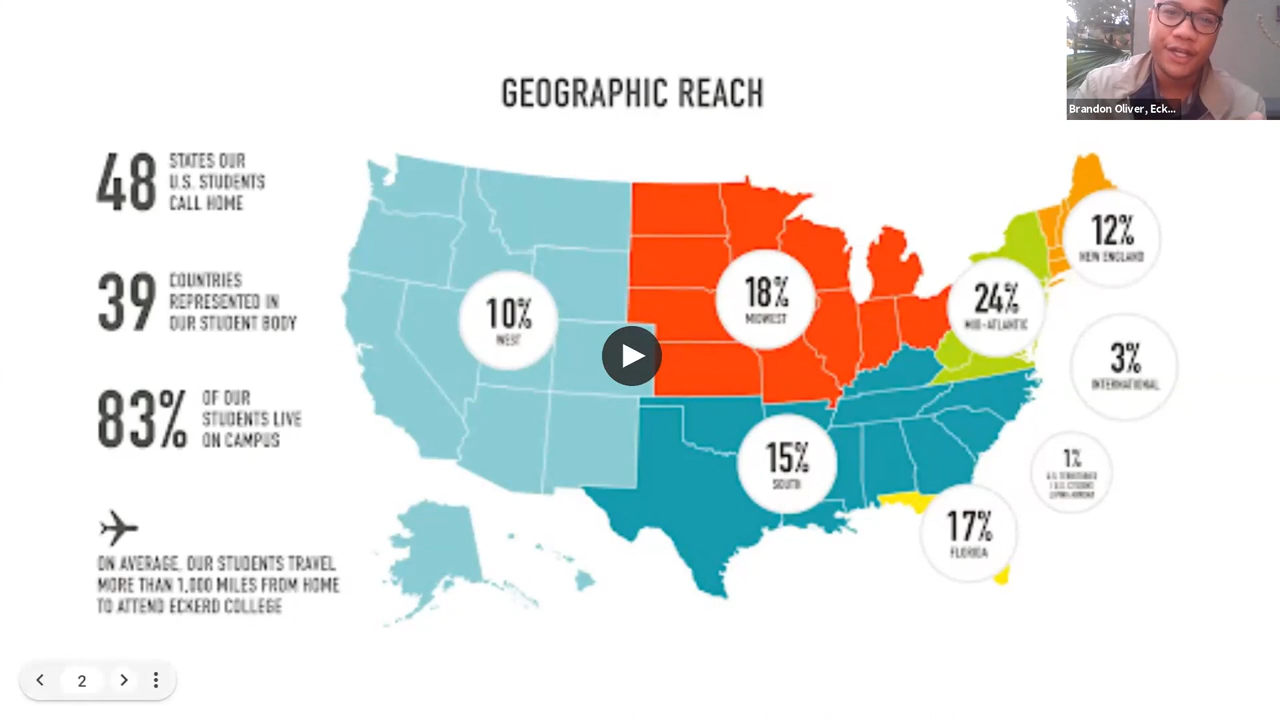 GEOGRAPHIC REACH
Brandon Oliver, Eck...
48
STATES OUR
U.S. STUDENTS
CALL HOME
39
COUNTRIES
REPRESENTED IN
OUR STUDENT BODY
83%
OF OUR
STUDENTS LIVE
ON CAMPUS
ON AVERAGE, OUR STUDENTS TRAVEL
MORE THAN 1,000 MILES FROM HOME
TO ATTEND ECKERD COLLEGE
10%
WEST
18%
MIDWEST
24%
MID-ATLANTIC
12%
NEW ENGLAND
3%
INTERNATIONAL
15%
SOUTH
17%
FLORIDA
1%
2